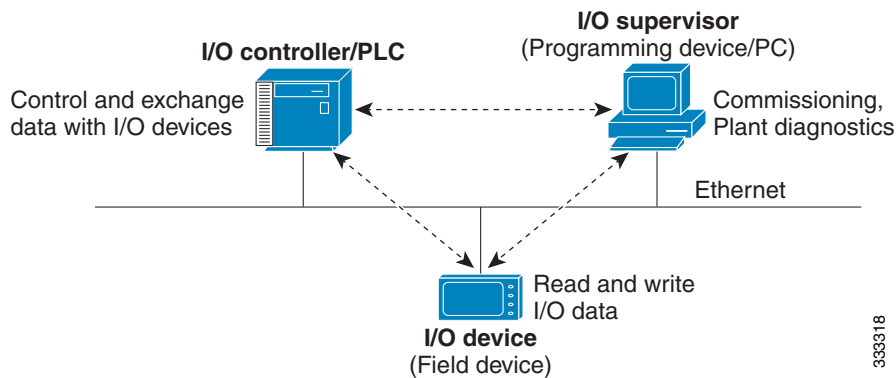 I/O supervisor
(Programming device/PC)
I/O controller/PLC
Control and exchange
data with I/O devices
Commissioning,
Plant diagnostics
Ethernet
Read and write
I/O data
I/O device
(Field device)
333318